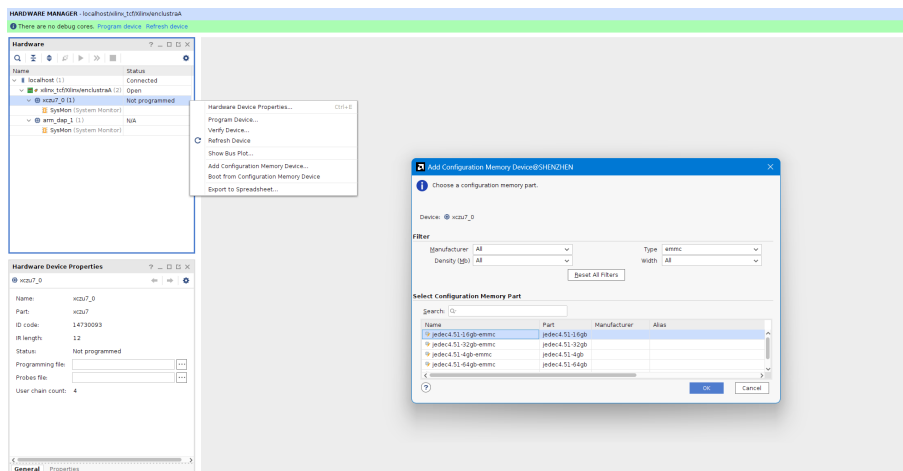 HARDWARE MANAGER - localhost/xilinx_tcf/Xilinx/enclustraA
There are no debug cores. Program device Refresh device
Hardware
Name Status
localhost (1) Connected
xilinx_tcf/Xilinx/enclustraA (2) Open
xczu7_0 (1) Not programmed
SysMon (System Monitor)
arm_dap_1 (1) N/A
SysMon (System Monitor)
Hardware Device Properties... Ctrl+E
Program Device...
Verify Device...
Refresh Device
Show Bus Plot...
Add Configuration Memory Device...
Boot from Configuration Memory Device
Export to Spreadsheet...
Hardware Device Properties
xczu7_0
Name: xczu7_0
Part: xczu7
ID code: 14730093
IR length: 12
Status: Not programmed
Programming file:
Probes file:
User chain count: 4
General Properties
Add Configuration Memory Device@SHENZHEN
Choose a configuration memory part.
Device: xczu7_0
Filter
Manufacturer All Type emmc
Density (Mb) All Width All
Reset All Filters
Select Configuration Memory Part
Search:
Name Part Manufacturer Alias
jedec4.51-16gb-emmc jedec4.51-16gb
jedec4.51-32gb-emmc jedec4.51-32gb
jedec4.51-4gb-emmc jedec4.51-4gb
jedec4.51-64gb-emmc jedec4.51-64gb
OK Cancel